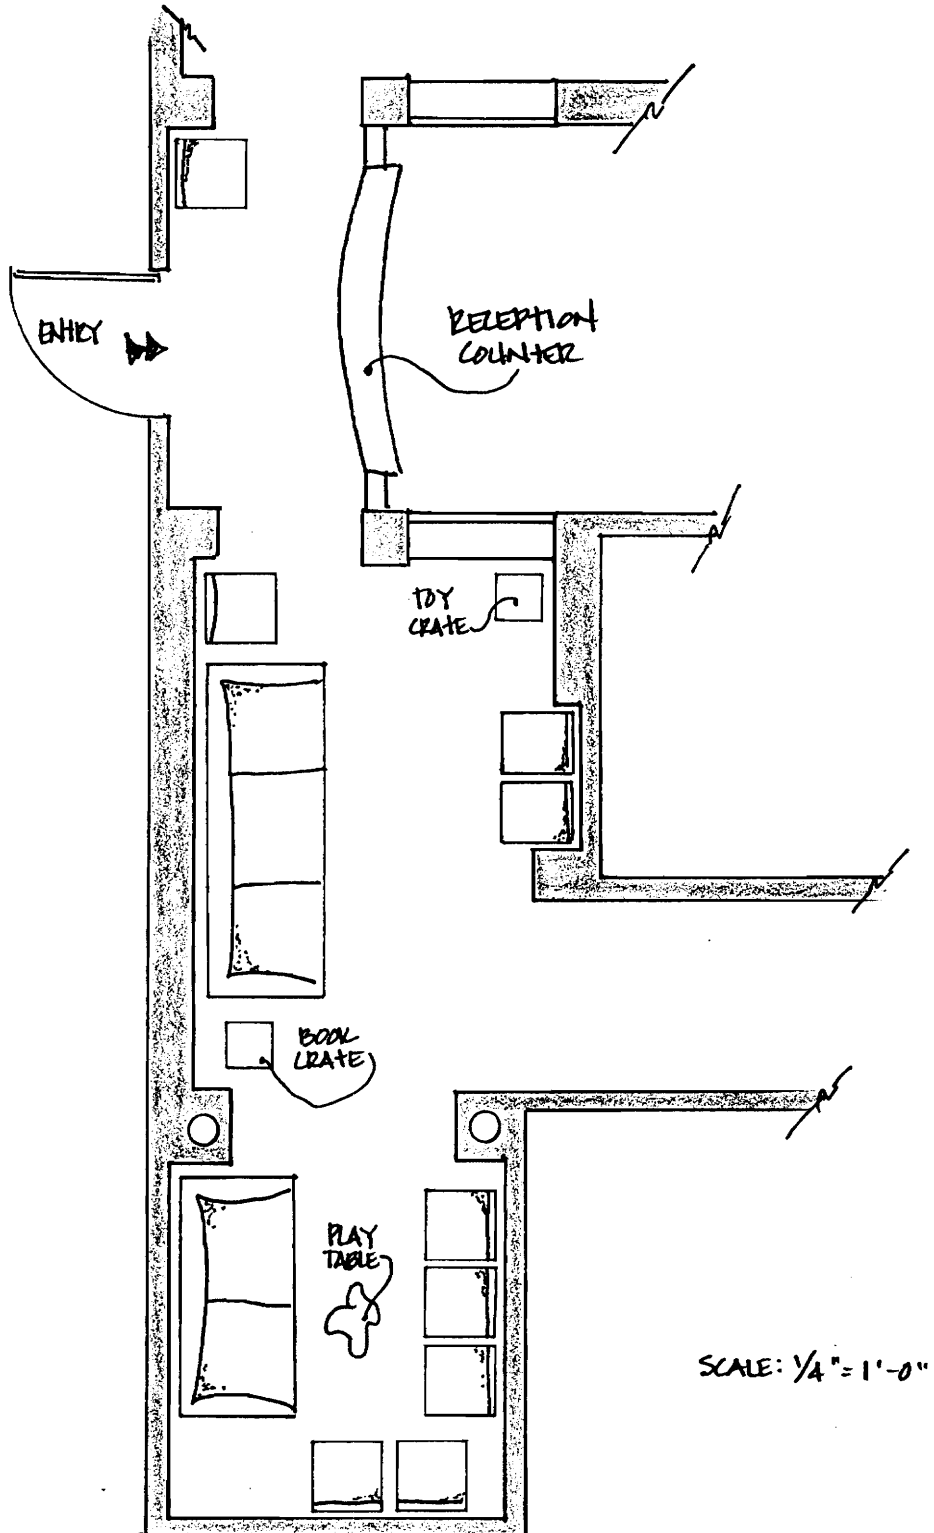 ENTRY
RECEPTION
COUNTER
TOY
CRATE
BOOK
CRATE
PLAY
TABLE
SCALE: 1/4" = 1'-0"